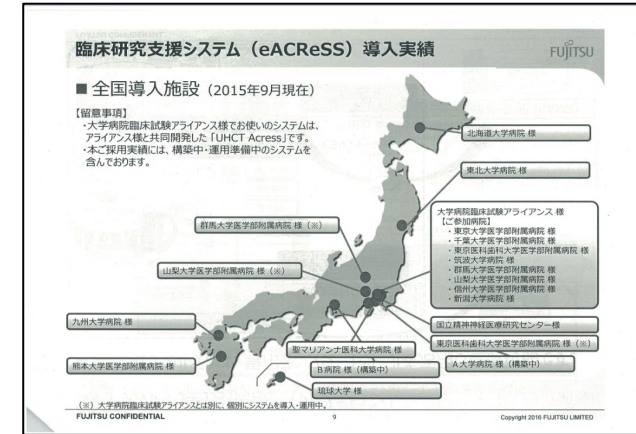 臨床研究支援システム（eACReSS）導入実績
FUJITSU
■ 全国導入施設（2015年9月現在）
【留意事項】
・大学病院臨床試験アライアンス様でお使いのシステムは、
アライアンス様と共同開発した「UHCT Acress」です。
・本ご採用実績には、構築中・運用準備中のシステムを
含んでおります。
北海道大学病院 様
東北大学病院 様
大学病院臨床試験アライアンス 様
【ご参加病院】
・東京大学医学部附属病院 様
・千葉大学医学部附属病院 様
・東京医科歯科大学医学部附属病院 様
・筑波大学病院 様
・群馬大学医学部附属病院 様
・山梨大学医学部附属病院 様
・信州大学医学部附属病院 様
・新潟大学病院 様
群馬大学医学部附属病院 様（※）
山梨大学医学部附属病院 様（※）
九州大学病院 様
熊本大学医学部附属病院 様
国立精神神経医療研究センター様
聖マリアンナ医科大学病院 様
東京医科歯科大学医学部附属病院 様（※）
B病院 様（構築中）
A大学病院 様（構築中）
琉球大学 様
（※）大学病院臨床試験アライアンスとは別に、個別にシステムを導入・運用中。
FUJITSU CONFIDENTIAL
9
Copyright 2016 FUJITSU LIMITED